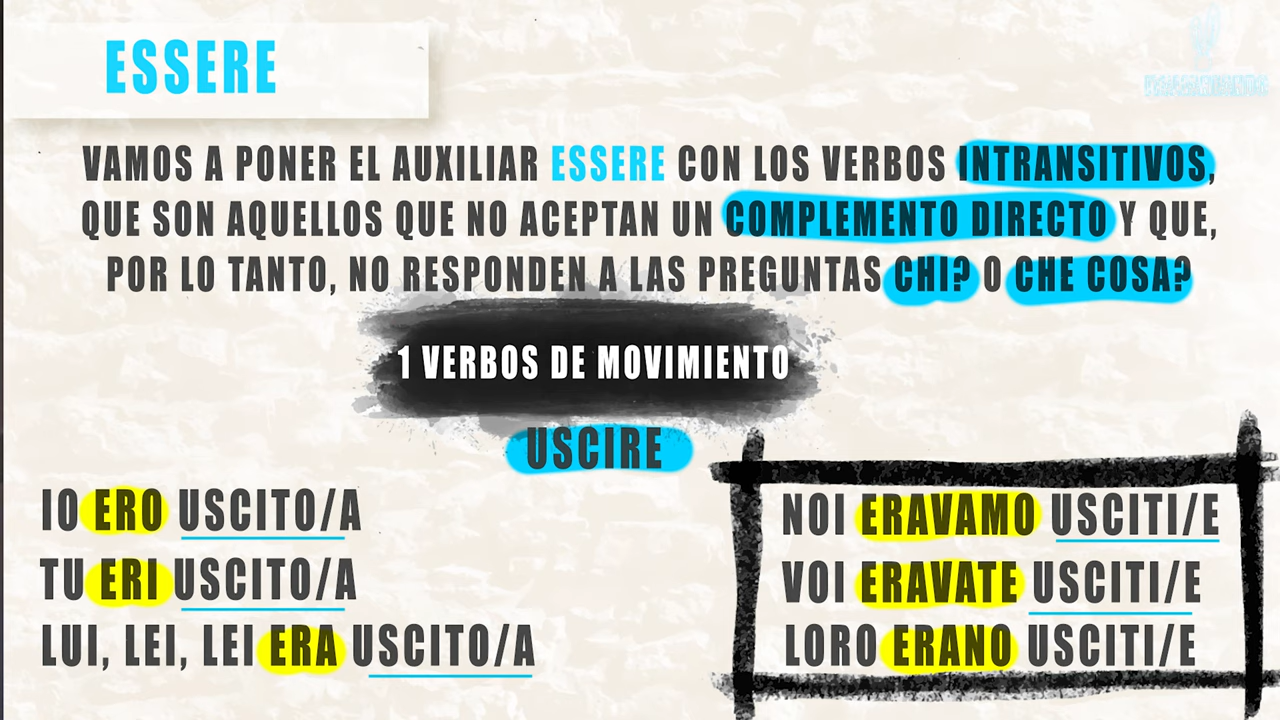 ESSERE
VAMOS A PONER EL AUXILIAR ESSERE CON LOS VERBOS INTRANSITIVOS,
QUE SON AQUELLOS QUE NO ACEPTAN UN COMPLEMENTO DIRECTO Y QUE,
POR LO TANTO, NO RESPONDEN A LAS PREGUNTAS CHI? O CHE COSA?
1 VERBOS DE MOVIMIENTO
USCIRE
IO ERO USCITO/A
TU ERI USCITO/A
LUI, LEI, LEI ERA USCITO/A
NOI ERAVAMO USCITI/E
VOI ERAVATE USCITI/E
LORO ERANO USCITI/E